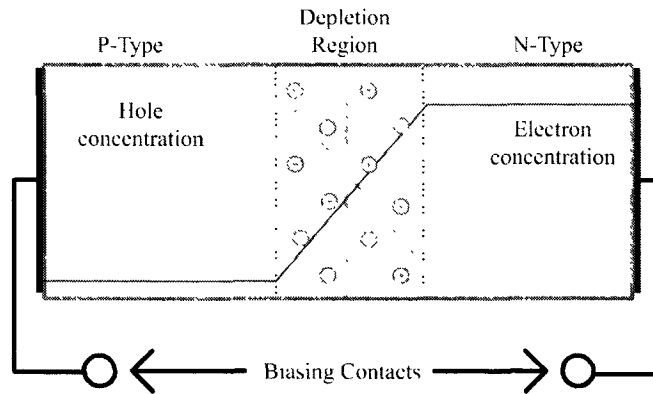 Depletion
Region
P-Type
N-Type
Hole
concentration
Electron
concentration
Biasing Contacts